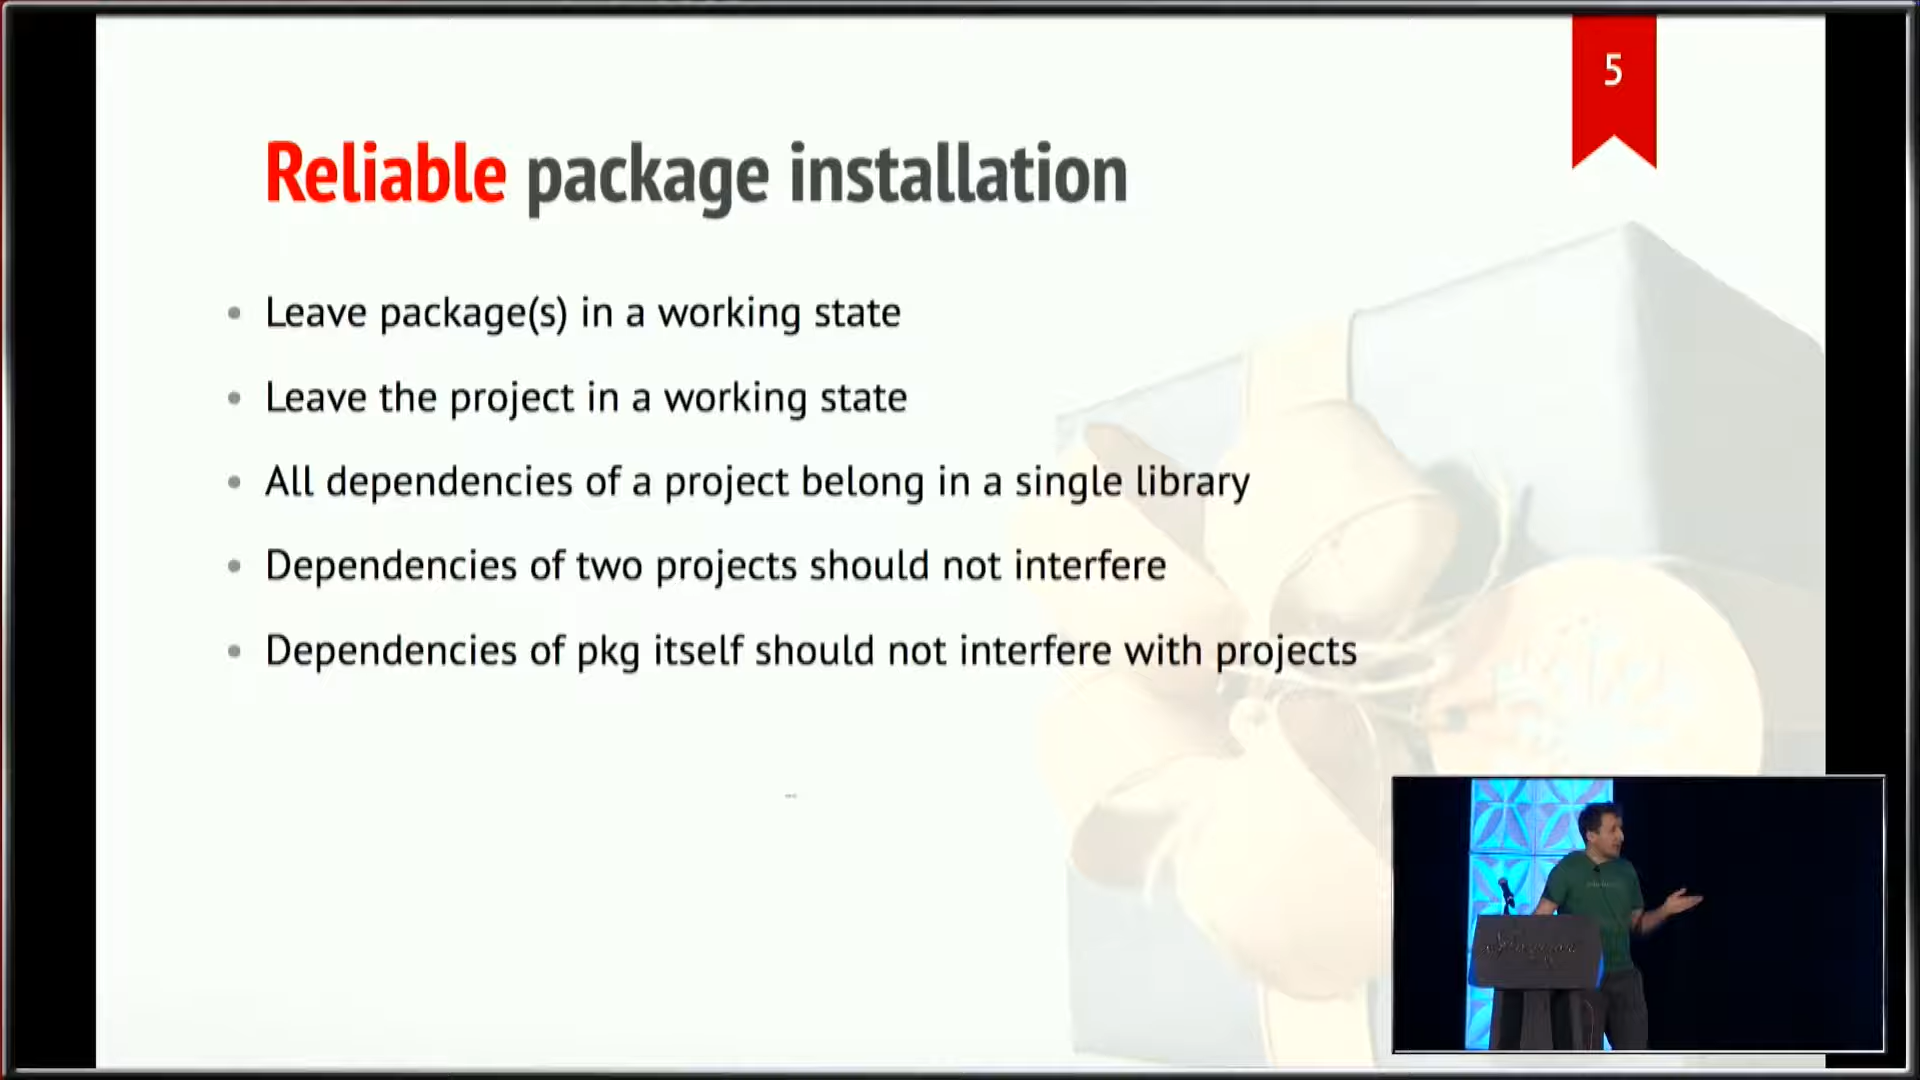 5
Reliable package installation
• Leave package(s) in a working state
• Leave the project in a working state
• All dependencies of a project belong in a single library
• Dependencies of two projects should not interfere
• Dependencies of pkg itself should not interfere with projects